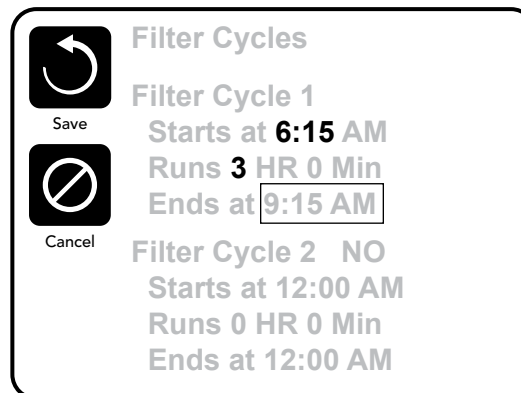 Filter Cycles
Save
Filter Cycle 1
Starts at 6:15 AM
Runs 3 HR 0 Min
Ends at 9:15 AM
Cancel
Filter Cycle 2 NO
Starts at 12:00 AM
Runs 0 HR 0 Min
Ends at 12:00 AM